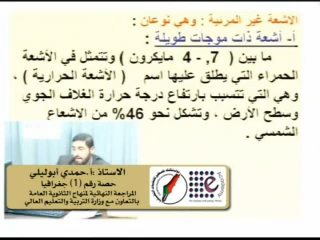 الاشعة غير المرئية : وهي نوعان :
أ- أشعة ذات موجات طويلة :
ما بين ( 7, - 4 مايكرون ) وتتمثل في الأشعة
الحمراء التي يطلق عليها اسم ( الأشعة الحرارية ) ،
وهي التي تتسبب بارتفاع درجة حرارة الغلاف الجوي
وسطح الأرض ، وتشكل نحو 46% من الاشعاع
الشمسي .
الاستاذ :أ.حمدي أبوليلي
حصة رقم (1) جغرافيا
المراجعة النهائية لمنهاج الثانوية العامة
بالتعاون مع وزارة التربية والتعليم العالي